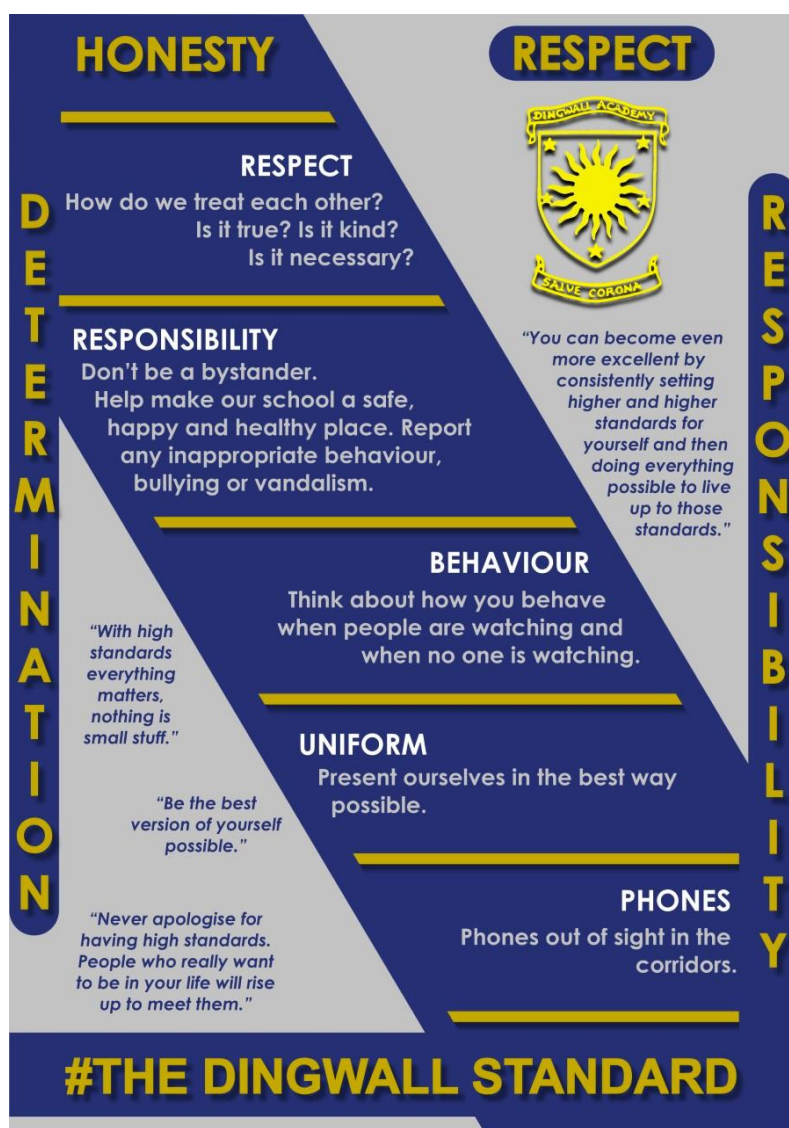 HONESTY
RESPECT
DINGWALL ACADEMY
SALVE CORONA
DETERMINATION
RESPONSIBILITY
RESPECT
How do we treat each other?
Is it true? Is it kind?
Is it necessary?
RESPONSIBILITY
Don't be a bystander.
Help make our school a safe,
happy and healthy place. Report
any inappropriate behaviour,
bullying or vandalism.
"You can become even
more excellent by
consistently setting
higher and higher
standards for
yourself and then
doing everything
possible to live
up to those
standards."
BEHAVIOUR
Think about how you behave
when people are watching and
when no one is watching.
"With high
standards
everything
matters,
nothing is
small stuff."
UNIFORM
Present ourselves in the best way
possible.
"Be the best
version of yourself
possible."
PHONES
Phones out of sight in the
corridors.
"Never apologise for
having high standards.
People who really want
to be in your life will rise
up to meet them."
#THE DINGWALL STANDARD